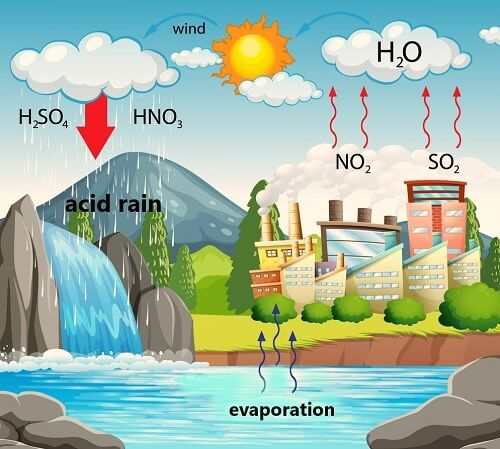 wind
H₂O
H₂SO₄
HNO₃
NO₂
SO₂
acid rain
evaporation